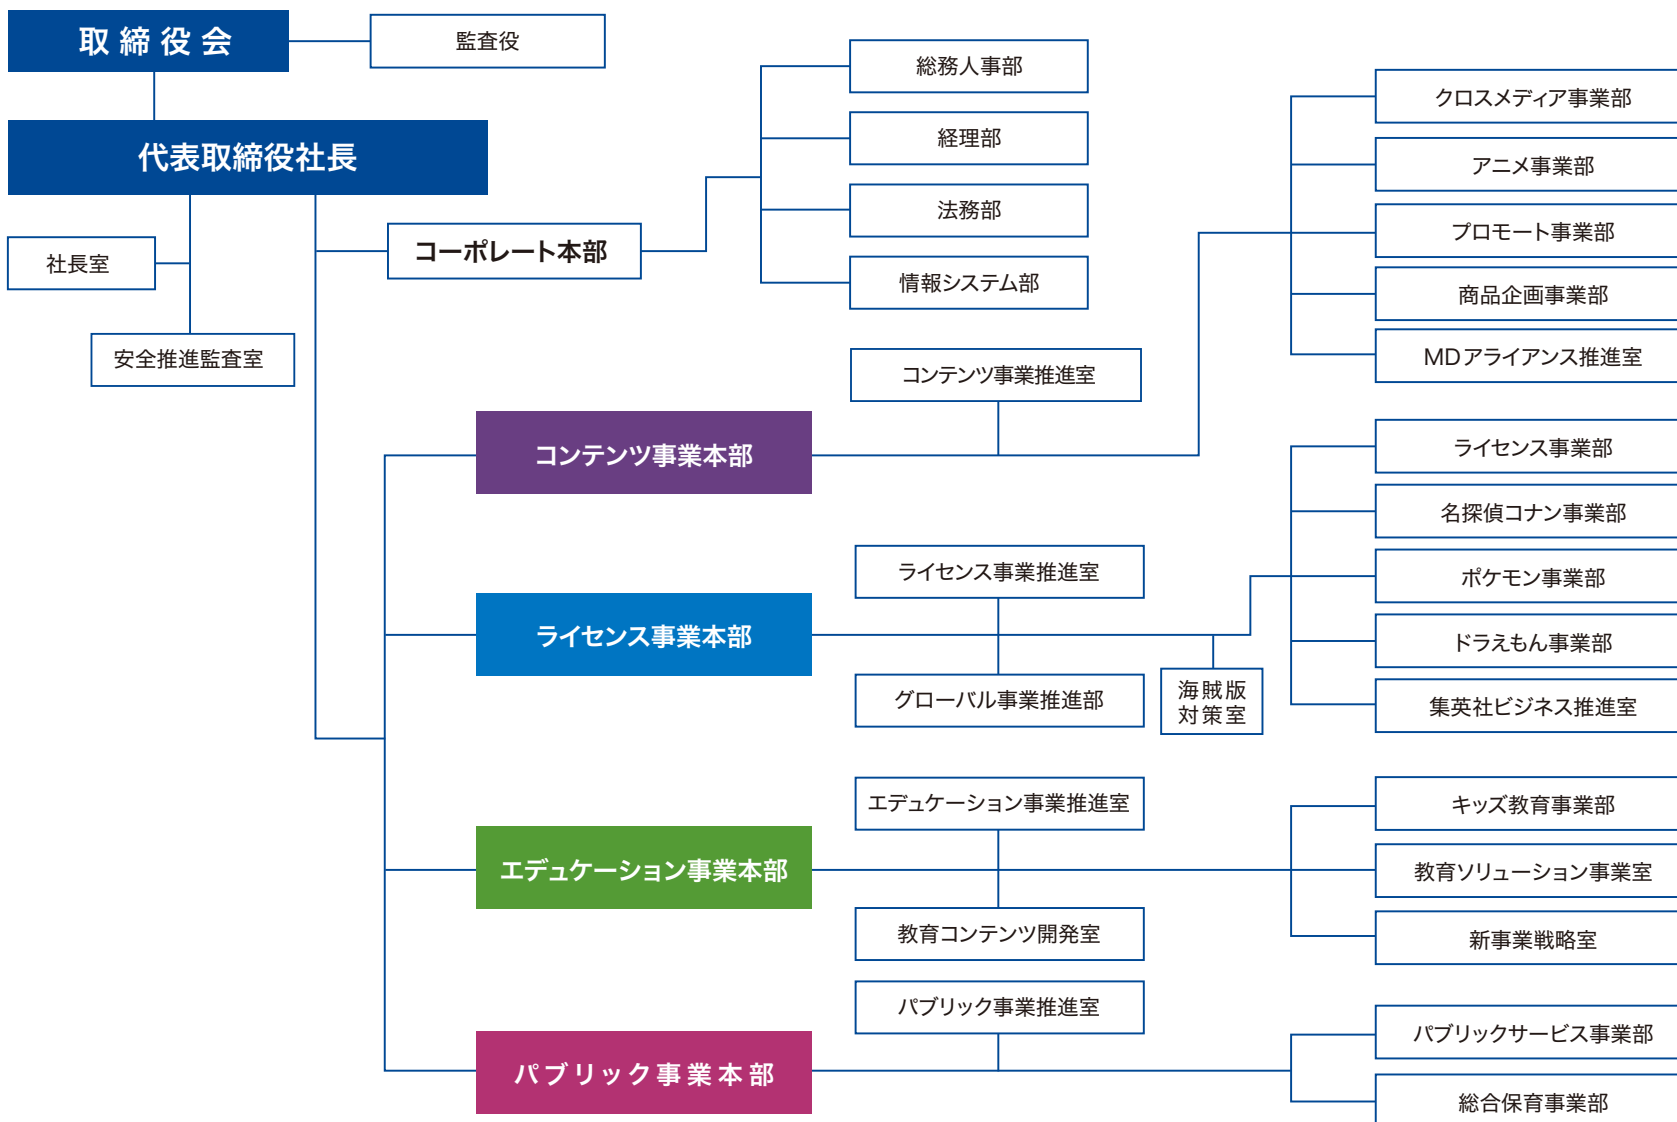 取締役会
監査役
代表取締役社長
社長室
安全推進監査室
コーポレート本部
総務人事部
経理部
法務部
情報システム部
コンテンツ事業本部
コンテンツ事業推進室
クロスメディア事業部
アニメ事業部
プロモート事業部
商品企画事業部
MDアライアンス推進室
ライセンス事業本部
ライセンス事業推進室
グローバル事業推進部
海賊版
対策室
ライセンス事業部
名探偵コナン事業部
ポケモン事業部
ドラえもん事業部
集英社ビジネス推進室
エデュケーション事業本部
エデュケーション事業推進室
教育コンテンツ開発室
キッズ教育事業部
教育ソリューション事業室
新事業戦略室
パブリック事業本部
パブリック事業推進室
パブリックサービス事業部
総合保育事業部